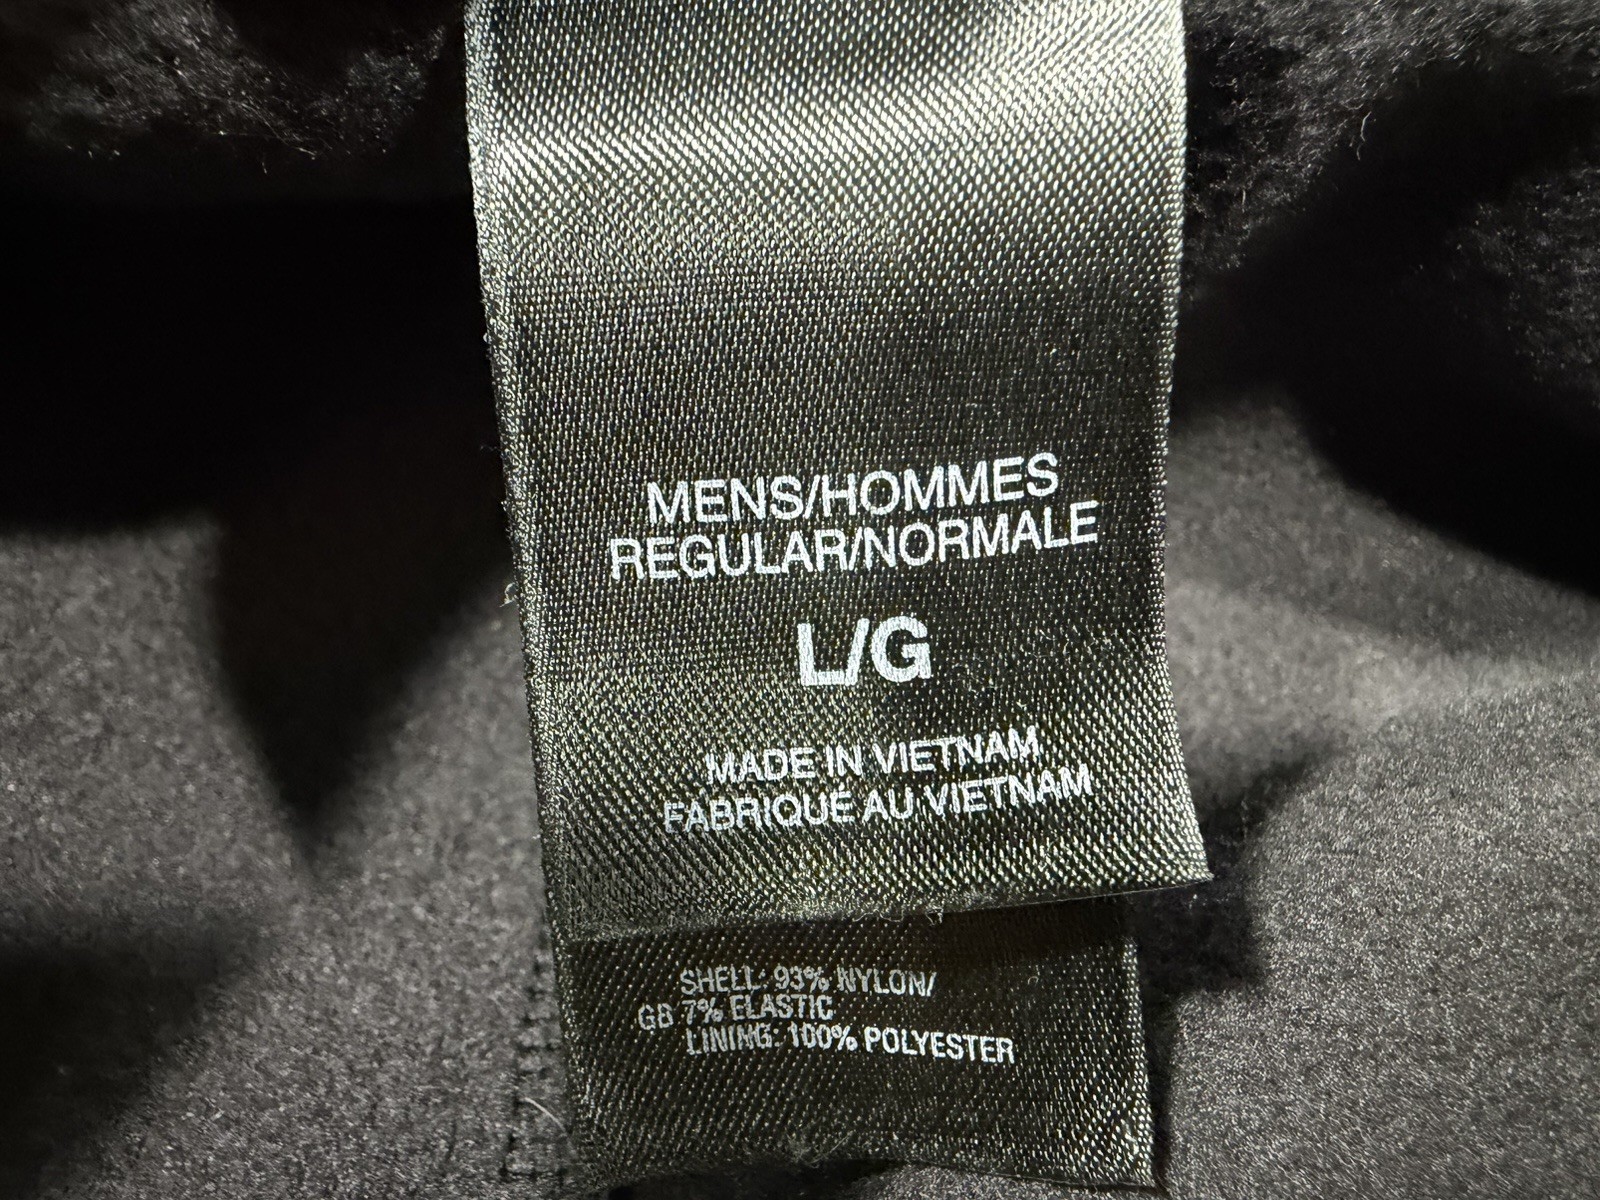 MENS/HOMMES
REGULAR/NORMALE
L/G
MADE IN VIETNAM
FABRIQUÉ AU VIETNAM
SHELL: 93% NYLON/
GB 7% ELASTIC
LINING: 100% POLYESTER